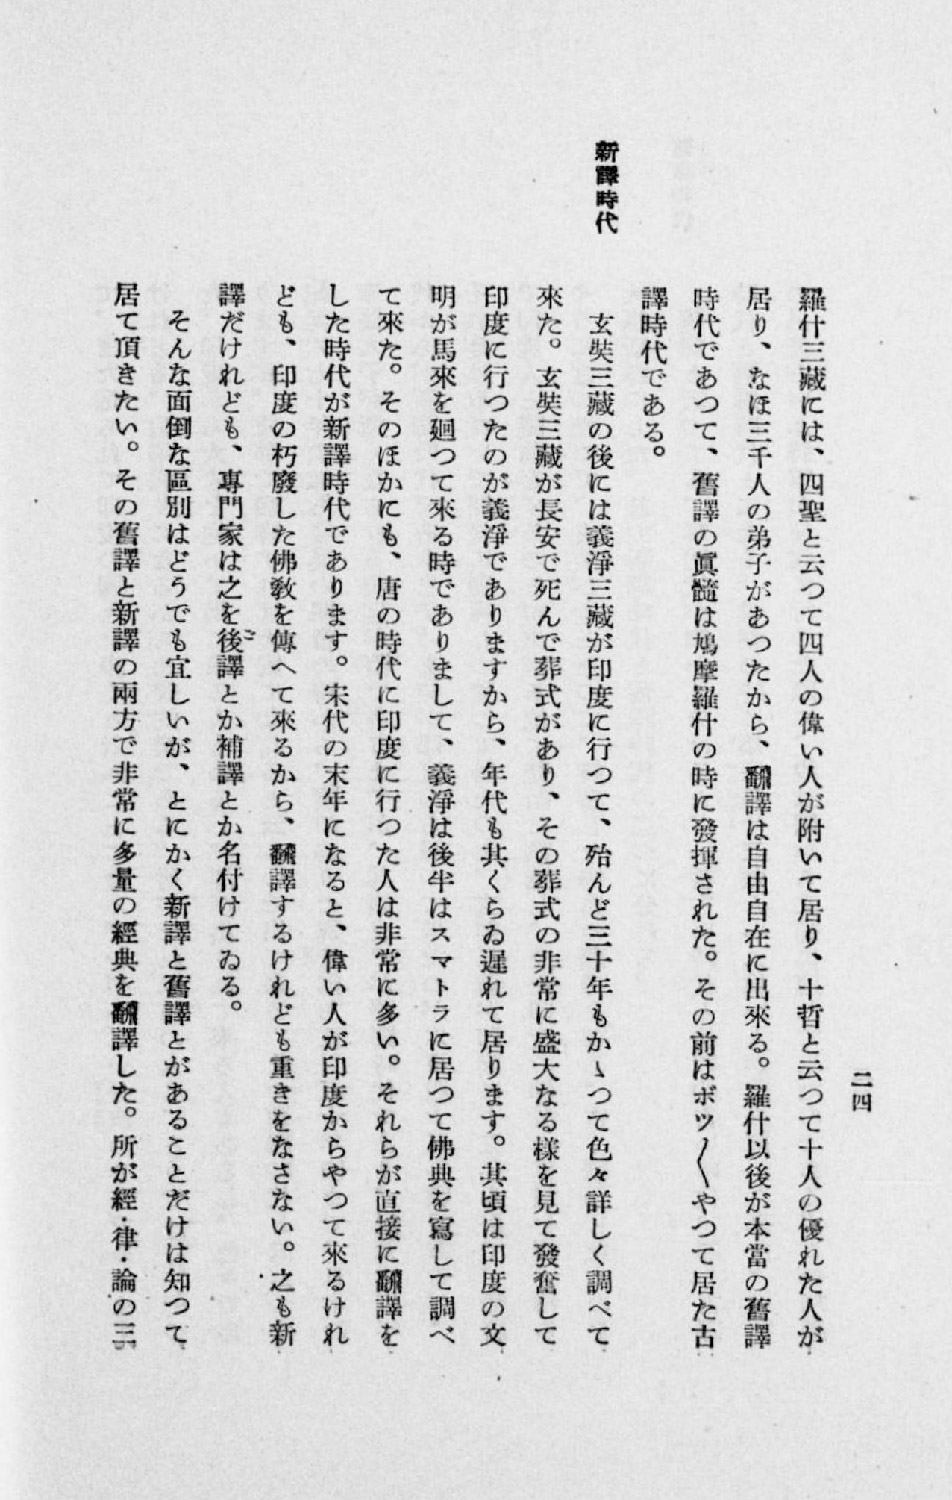 二四
羅什三藏には、四聖と云つて四人の偉い人が附いて居り、十哲と云つて十人の優れた人が
居り、なほ三千人の弟子があつたから、飜譯は自由自在に出來る。羅什以後が本當の舊譯
時代であつて、舊譯の眞髓は鳩摩羅什の時に發揮された。その前はボツ〳〵やつて居た古
譯時代である。
新譯時代
玄奘三藏の後には義淨三藏が印度に行つて、殆んど三十年もかゝつて色々詳しく調べて
來た。玄奘三藏が長安で死んで葬式があり、その葬式の非常に盛大なる樣を見て發奮して
印度に行つたのが義淨でありますから、年代も其くらゐ遲れて居ります。其頃は印度の文
明が馬來を廻つて來る時でありまして、義淨は後半はスマトラに居つて佛典を寫して調べ
て來た。そのほかにも、唐の時代に印度に行つた人は非常に多い。それらが直接に飜譯を
した時代が新譯時代であります。宋代の末年になると、偉い人が印度からやつて來るけれ
ども、印度の朽廢した佛敎を傳へて來るから、飜譯するけれども重きをなさない。之も新
譯だけれども、專門家は之を後譯とか補譯とか名付けてゐる。
そんな面倒な區別はどうでも宜しいが、とにかく新譯と舊譯とがあることだけは知つて
居て頂きたい。その舊譯と新譯の兩方で非常に多量の經典を飜譯した。所が經・律・論の三